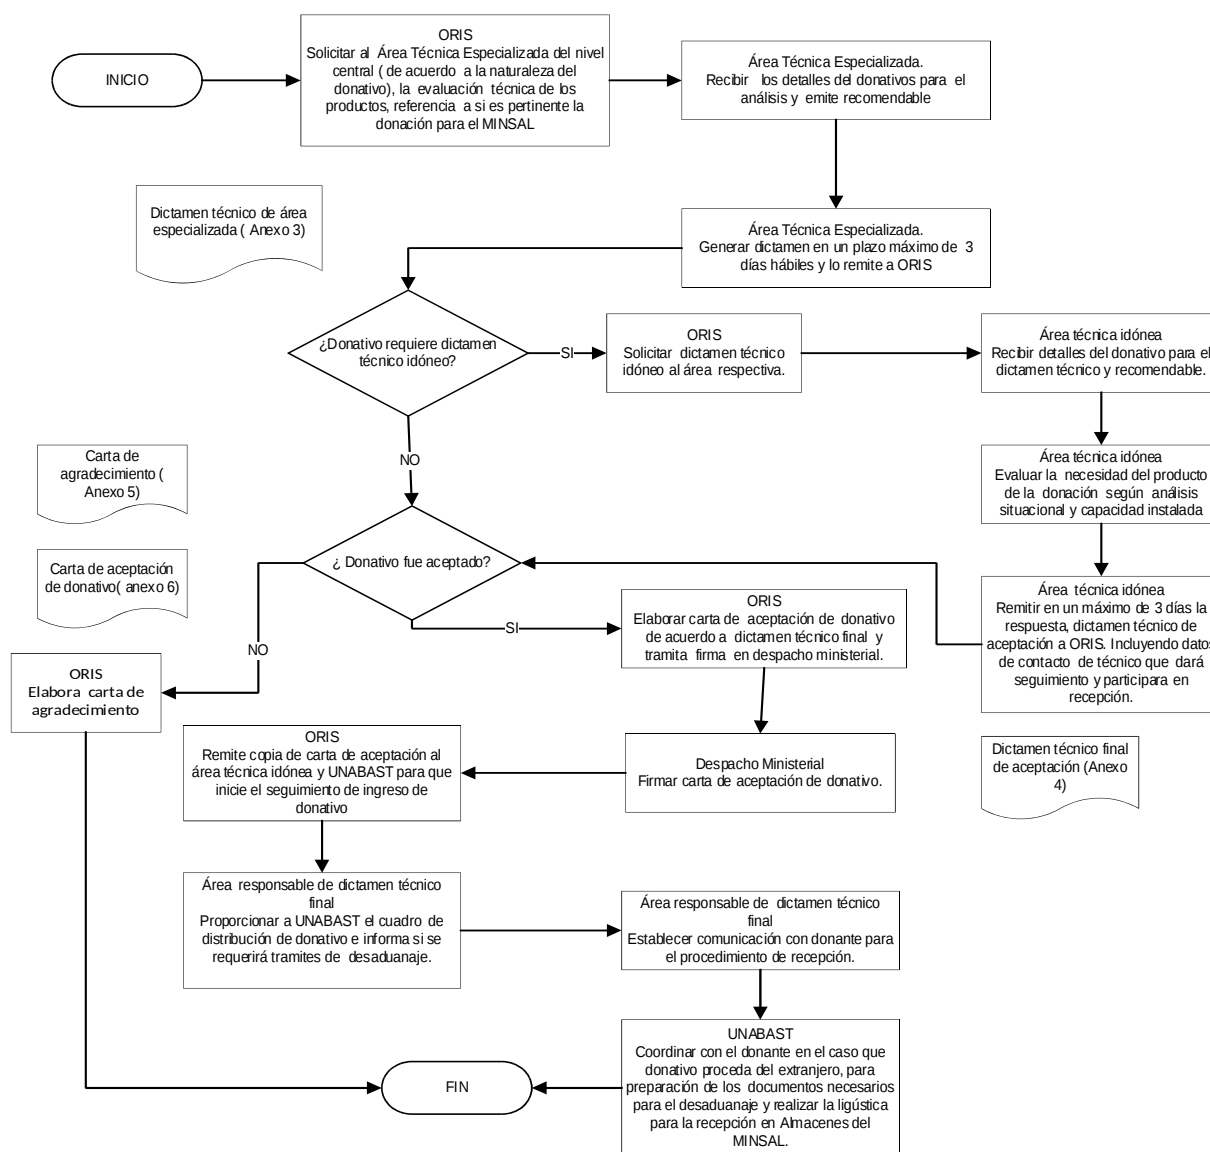 INICIO
ORIS
Solicitar al Área Técnica Especializada del nivel
central ( de acuerdo a la naturaleza del
donativo), la evaluación técnica de los
productos, referencia a si es pertinente la
donación para el MINSAL
Área Técnica Especializada.
Recibir los detalles del donativos para el
análisis y emite recomendable
Dictamen técnico de área
especializada ( Anexo 3)
Área Técnica Especializada.
Generar dictamen en un plazo máximo de 3
días hábiles y lo remite a ORIS
¿Donativo requiere dictamen
técnico idóneo?
SI
ORIS
Solicitar dictamen técnico
idóneo al área respectiva.
Área técnica idónea
Recibir detalles del donativo para el
dictamen técnico y recomendable.
NO
Carta de
agradecimiento (
Anexo 5)
Área técnica idónea
Evaluar la necesidad del producto
de la donación según análisis
situacional y capacidad instalada
Carta de aceptación
de donativo( anexo 6)
¿ Donativo fue aceptado?
SI
NO
ORIS
Elaborar carta de aceptación de donativo
de acuerdo a dictamen técnico final y
tramita firma en despacho ministerial.
Área técnica idónea
Remitir en un máximo de 3 días la
respuesta, dictamen técnico de
aceptación a ORIS. Incluyendo datos
de contacto de técnico que dará
seguimiento y participara en
recepción.
ORIS
Elabora carta de
agradecimiento
ORIS
Remite copia de carta de aceptación al
área técnica idónea y UNABAST para que
inicie el seguimiento de ingreso de
donativo
Despacho Ministerial
Firmar carta de aceptación de donativo.
Dictamen técnico final
de aceptación (Anexo
4)
Área responsable de dictamen técnico
final
Proporcionar a UNABAST el cuadro de
distribución de donativo e informa si se
requerirá tramites de desaduanaje.
Área responsable de dictamen técnico
final
Establecer comunicación con donante para
el procedimiento de recepción.
UNABAST
Coordinar con el donante en el caso que
donativo proceda del extranjero, para
preparación de los documentos necesarios
para el desaduanaje y realizar la ligústica
para la recepción en Almacenes del
MINSAL.
FIN